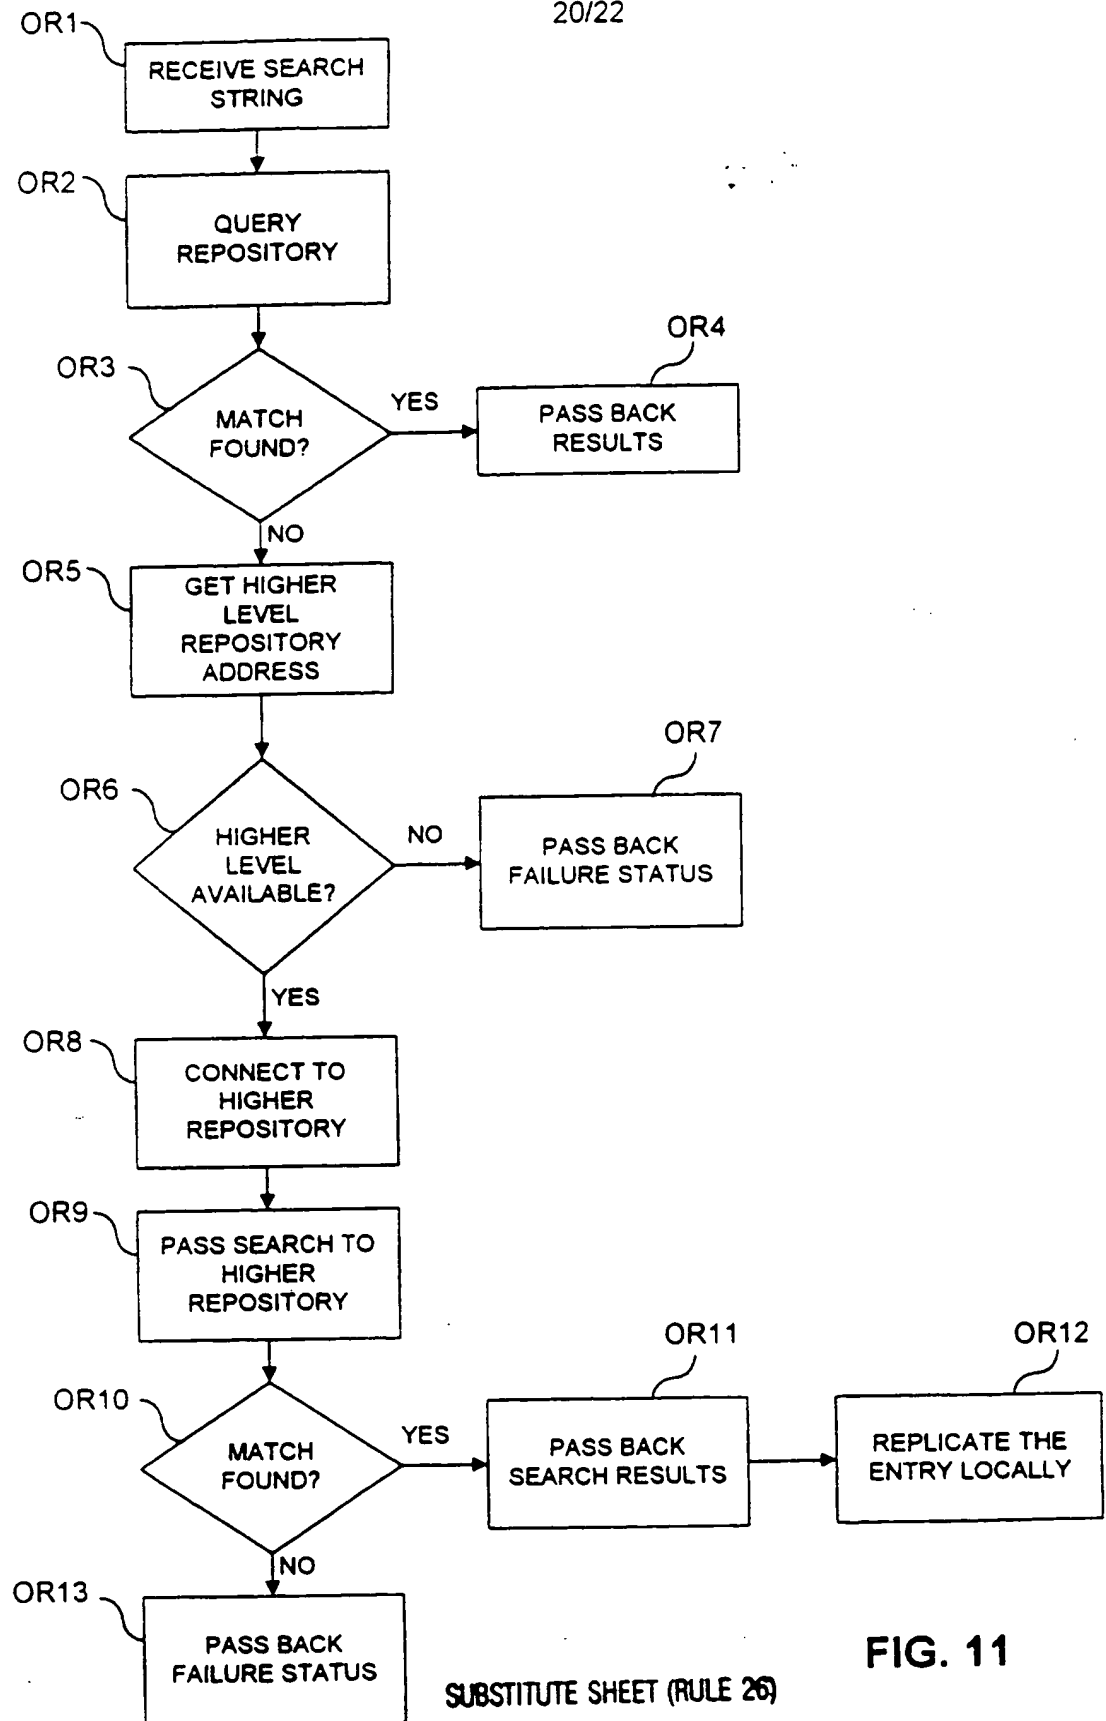 20/22
OR1
RECEIVE SEARCH
STRING
OR2
QUERY
REPOSITORY
OR3
MATCH
FOUND?
YES
OR4
PASS BACK
RESULTS
NO
OR5
GET HIGHER
LEVEL
REPOSITORY
ADDRESS
OR6
HIGHER
LEVEL
AVAILABLE?
NO
OR7
PASS BACK
FAILURE STATUS
YES
OR8
CONNECT TO
HIGHER
REPOSITORY
OR9
PASS SEARCH TO
HIGHER
REPOSITORY
OR10
MATCH
FOUND?
YES
OR11
PASS BACK
SEARCH RESULTS
OR12
REPLICATE THE
ENTRY LOCALLY
NO
OR13
PASS BACK
FAILURE STATUS
FIG. 11
SUBSTITUTE SHEET (RULE 26)